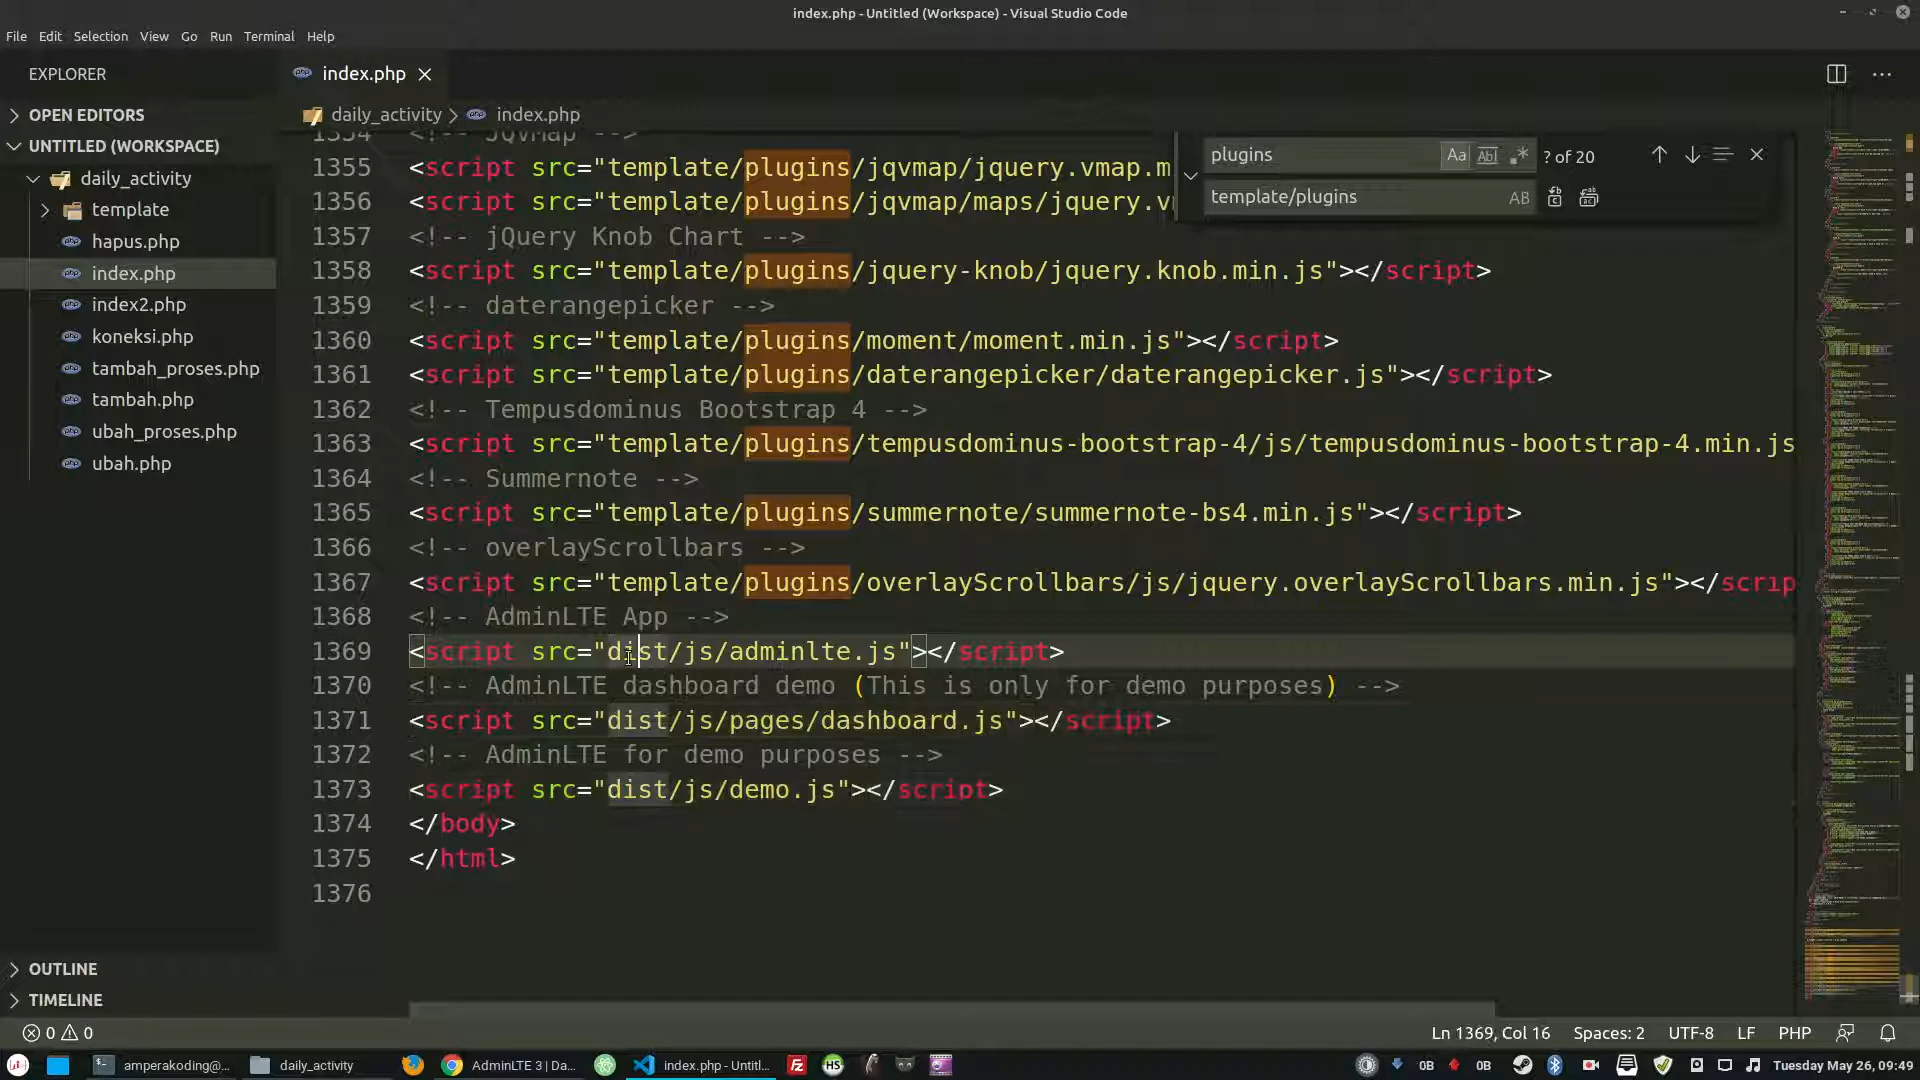 index.php - Untitled (Workspace) - Visual Studio Code
File Edit Selection View Go Run Terminal Help
EXPLORER
OPEN EDITORS
UNTITLED (WORKSPACE)
daily_activity
template
hapus.php
index.php
index2.php
koneksi.php
tambah_proses.php
tambah.php
ubah_proses.php
ubah.php
OUTLINE
TIMELINE
index.php
daily_activity > index.php
plugins
Aa Abl .* ? of 20
template/plugins
AB
1354 <!-- JQVMap -->
1355 <script src="template/plugins/jqvmap/jquery.vmap.m
1356 <script src="template/plugins/jqvmap/maps/jquery.v
1357 <!-- jQuery Knob Chart -->
1358 <script src="template/plugins/jquery-knob/jquery.knob.min.js"></script>
1359 <!-- daterangepicker -->
1360 <script src="template/plugins/moment/moment.min.js"></script>
1361 <script src="template/plugins/daterangepicker/daterangepicker.js"></script>
1362 <!-- Tempusdominus Bootstrap 4 -->
1363 <script src="template/plugins/tempusdominus-bootstrap-4/js/tempusdominus-bootstrap-4.min.js
1364 <!-- Summernote -->
1365 <script src="template/plugins/summernote/summernote-bs4.min.js"></script>
1366 <!-- overlayScrollbars -->
1367 <script src="template/plugins/overlayScrollbars/js/jquery.overlayScrollbars.min.js"></scrip
1368 <!-- AdminLTE App -->
1369 <script src="dist/js/adminlte.js"></script>
1370 <!-- AdminLTE dashboard demo (This is only for demo purposes) -->
1371 <script src="dist/js/pages/dashboard.js"></script>
1372 <!-- AdminLTE for demo purposes -->
1373 <script src="dist/js/demo.js"></script>
1374 </body>
1375 </html>
1376
0 0
Ln 1369, Col 16 Spaces: 2 UTF-8 LF PHP
amperakoding@... daily_activity AdminLTE 3 | Da... index.php - Untitl... HS 0B 0B Tuesday May 26, 09:49